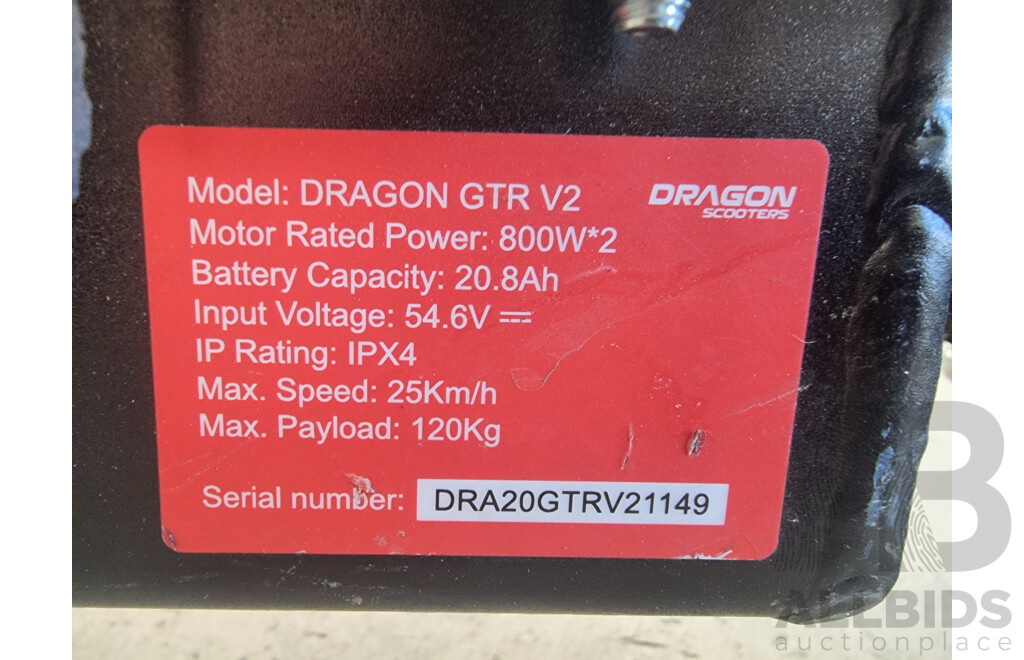 Model: DRAGON GTR V2
DRAGON
SCOOTERS
Motor Rated Power: 800W*2
Battery Capacity: 20.8Ah
Input Voltage: 54.6V ⎓
IP Rating: IPX4
Max. Speed: 25Km/h
Max. Payload: 120Kg
Serial number: DRA20GTRV21149
B
ALLBIDS
auctionplace